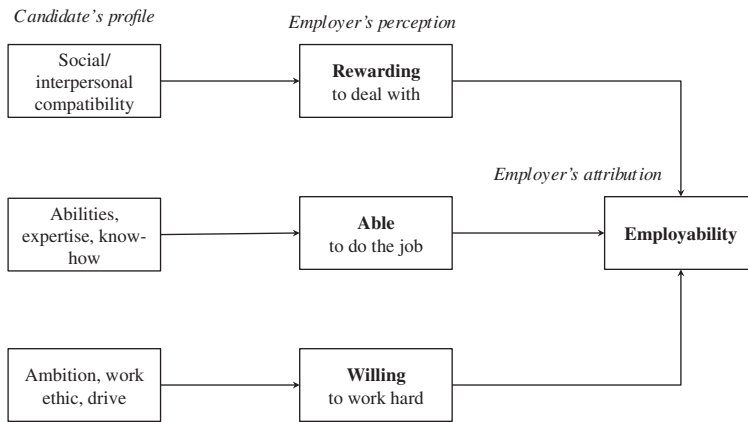 Candidate's profile
Employer's perception
Social/
interpersonal
compatibility
Rewarding
to deal with
Employer's attribution
Abilities,
expertise, know-
how
Able
to do the job
Employability
Ambition, work
ethic, drive
Willing
to work hard